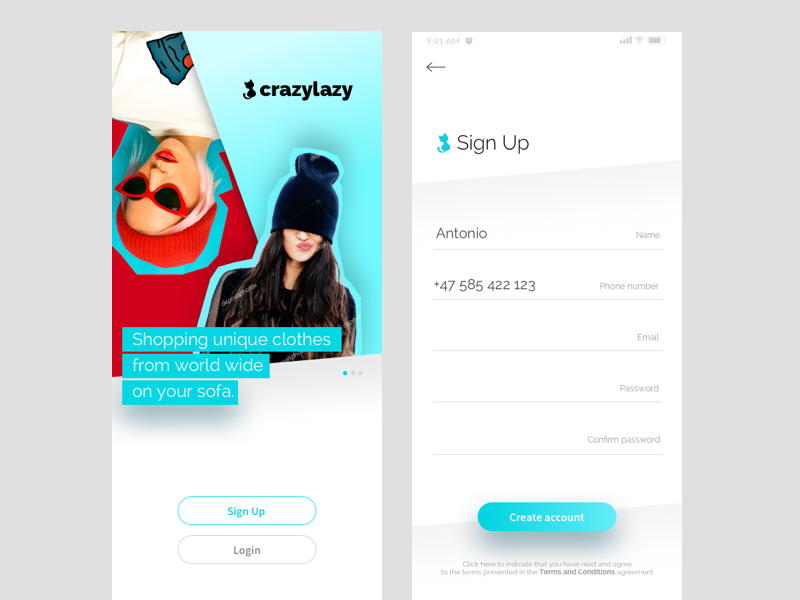 crazylazy
depositphotos
Shopping unique clothes
from world wide
on your sofa.
Sign Up
Login
9:41 AM
Sign Up
Antonio
Name
+47 585 422 123
Phone number
Email
Password
Confirm password
Create account
Click here to indicate that you have read and agree
to the terms presented in the Terms and Conditions agreement